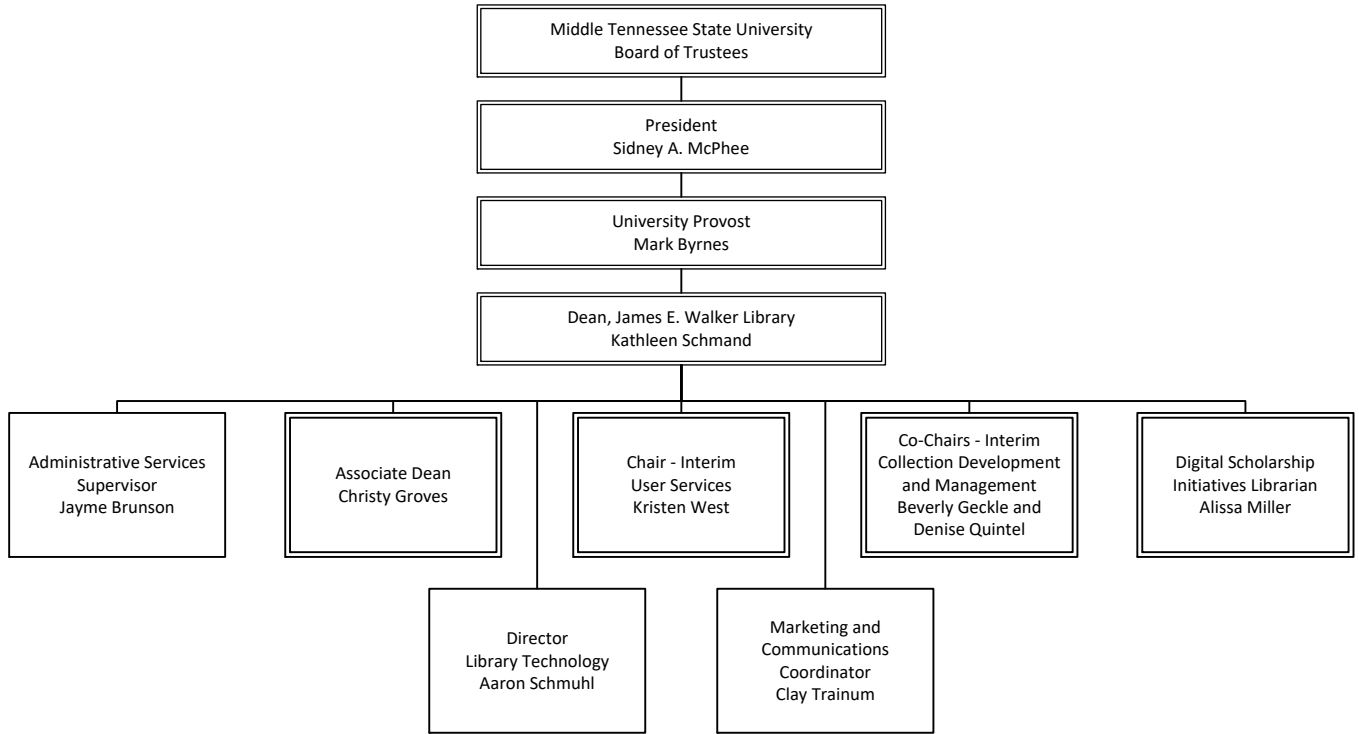 Middle Tennessee State University
Board of Trustees
President
Sidney A. McPhee
University Provost
Mark Byrnes
Dean, James E. Walker Library
Kathleen Schmand
Administrative Services
Supervisor
Jayme Brunson
Associate Dean
Christy Groves
Chair - Interim
User Services
Kristen West
Co-Chairs - Interim
Collection Development
and Management
Beverly Geckle and
Denise Quintel
Digital Scholarship
Initiatives Librarian
Alissa Miller
Director
Library Technology
Aaron Schmuhl
Marketing and
Communications
Coordinator
Clay Trainum